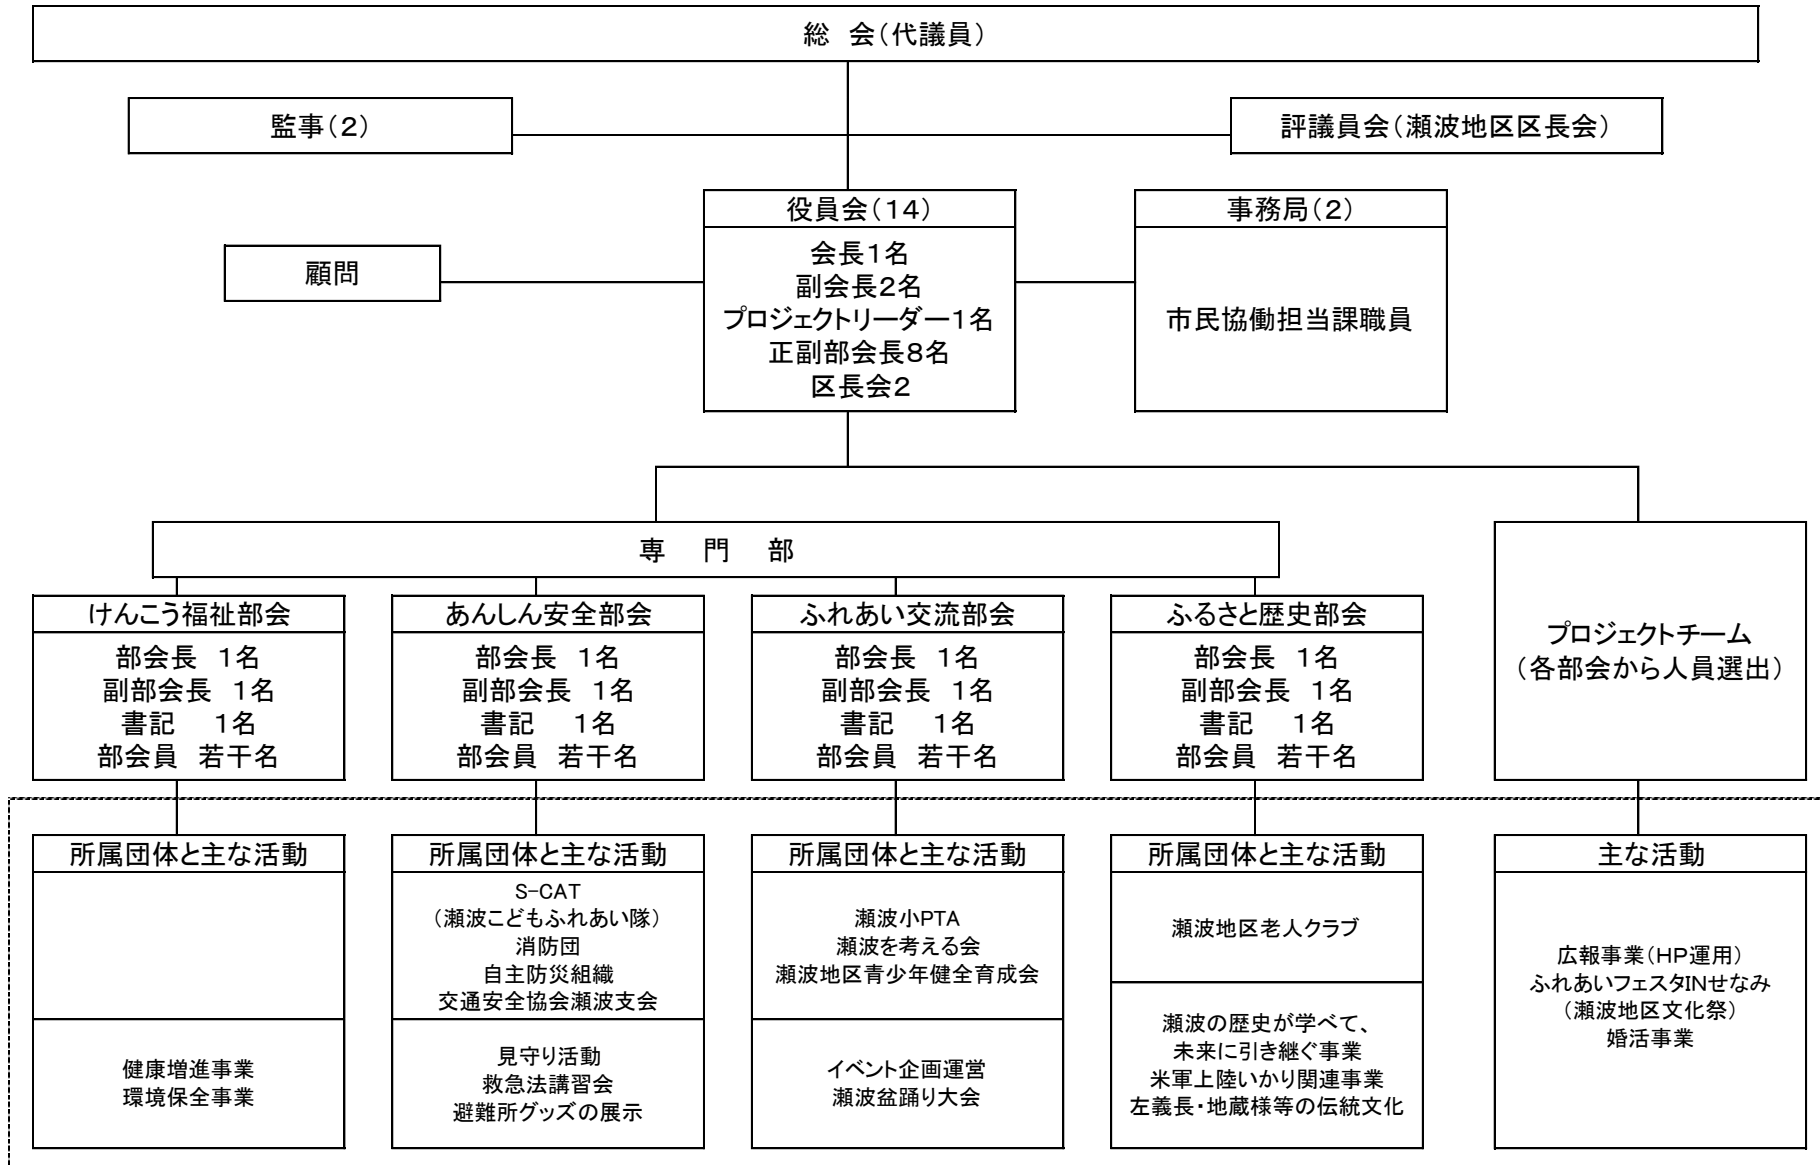 総 会（代議員）
監事（２）
評議員会（瀬波地区区長会）
役員会（１４）
会長１名
副会長２名
プロジェクトリーダー１名
正副部会長８名
区長会２
事務局（２）
市民協働担当課職員
顧問
専 門 部
けんこう福祉部会
部会長 １名
副部会長 １名
書記 １名
部会員 若干名
あんしん安全部会
部会長 １名
副部会長 １名
書記 １名
部会員 若干名
ふれあい交流部会
部会長 １名
副部会長 １名
書記 １名
部会員 若干名
ふるさと歴史部会
部会長 １名
副部会長 １名
書記 １名
部会員 若干名
プロジェクトチーム
（各部会から人員選出）
所属団体と主な活動
健康増進事業
環境保全事業
所属団体と主な活動
S-CAT
（瀬波こどもふれあい隊）
消防団
自主防災組織
交通安全協会瀬波支会
見守り活動
救急法講習会
避難所グッズの展示
所属団体と主な活動
瀬波小PTA
瀬波を考える会
瀬波地区青少年健全育成会
イベント企画運営
瀬波盆踊り大会
所属団体と主な活動
瀬波地区老人クラブ
瀬波の歴史が学べて、
未来に引き継ぐ事業
米軍上陸いかり関連事業
左義長・地蔵様等の伝統文化
主な活動
広報事業（HP運用）
ふれあいフェスタINせなみ
（瀬波地区文化祭）
婚活事業